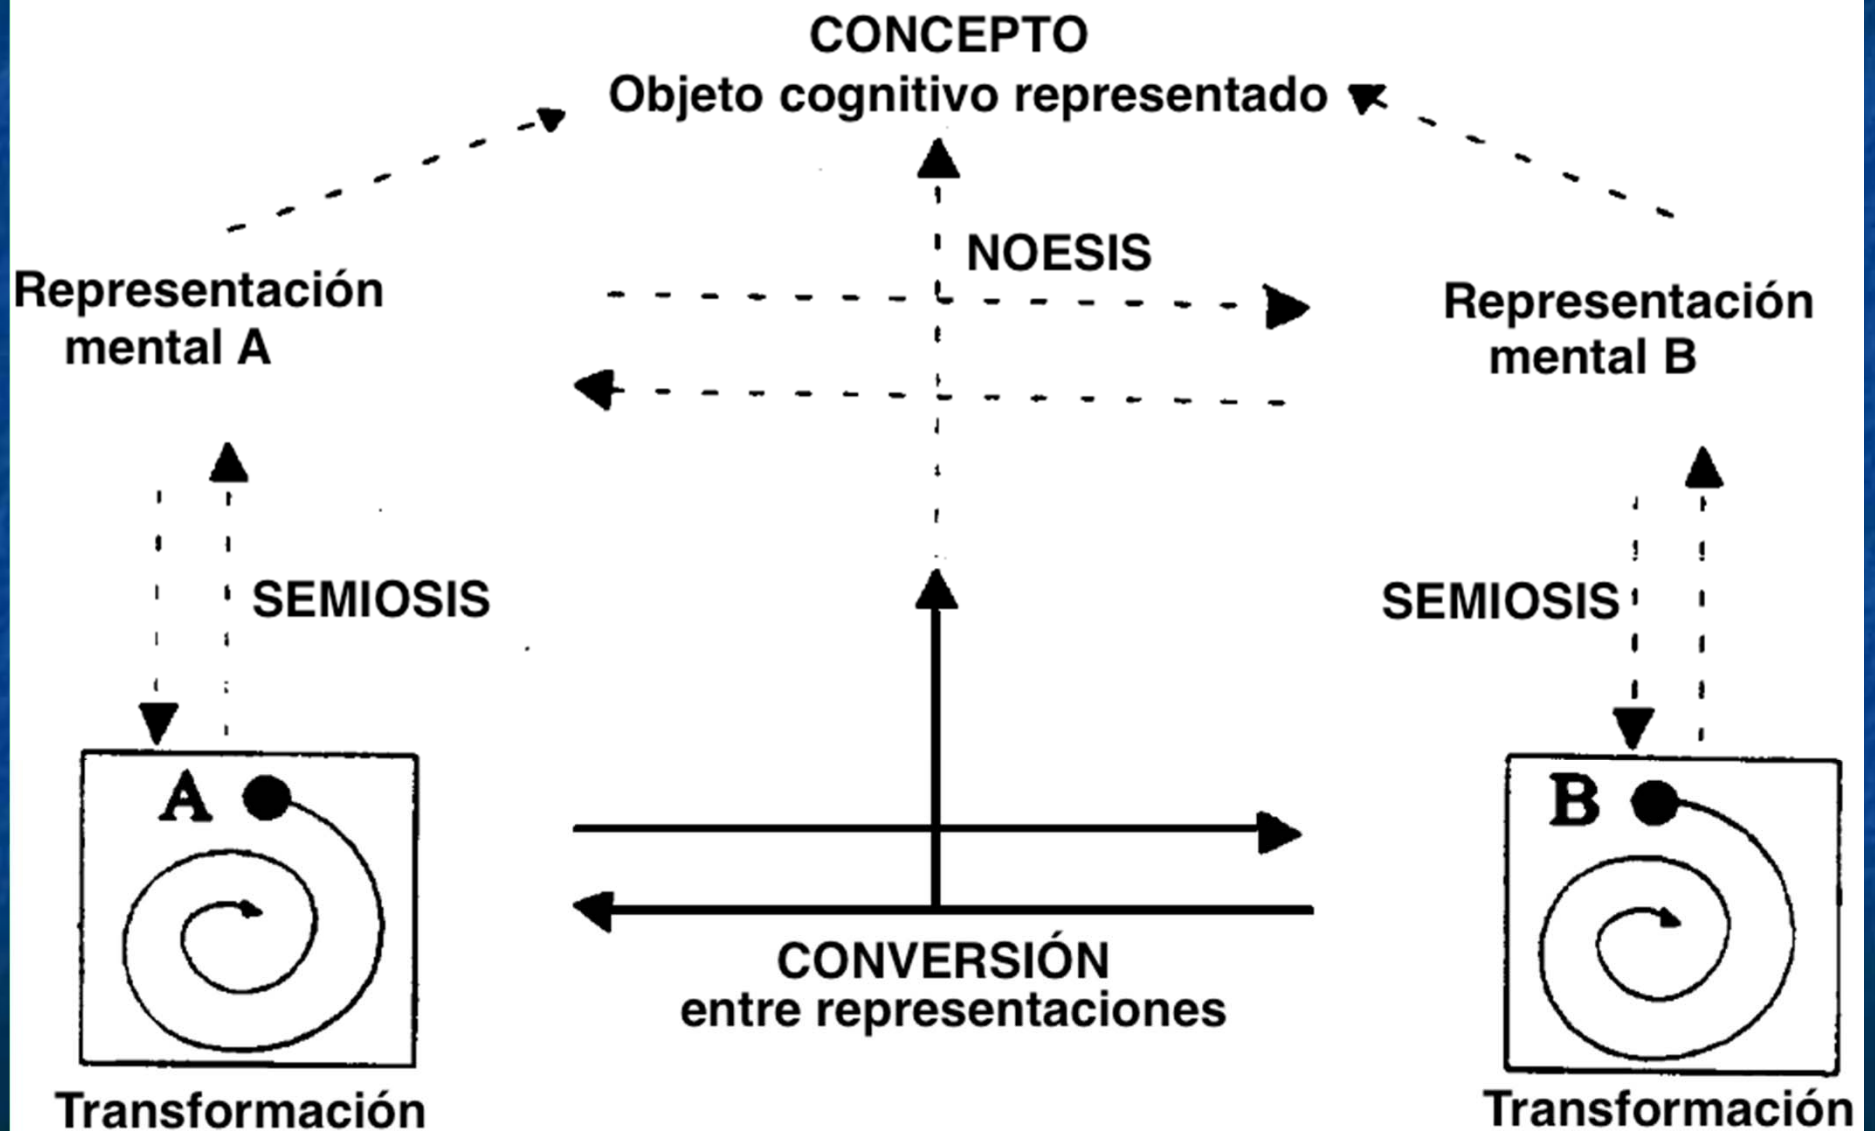 CONCEPTO
Objeto cognitivo representado
NOESIS
Representación
mental A
Representación
mental B
SEMIOSIS
SEMIOSIS
A
B
CONVERSIÓN
entre representaciones
Transformación
Transformación